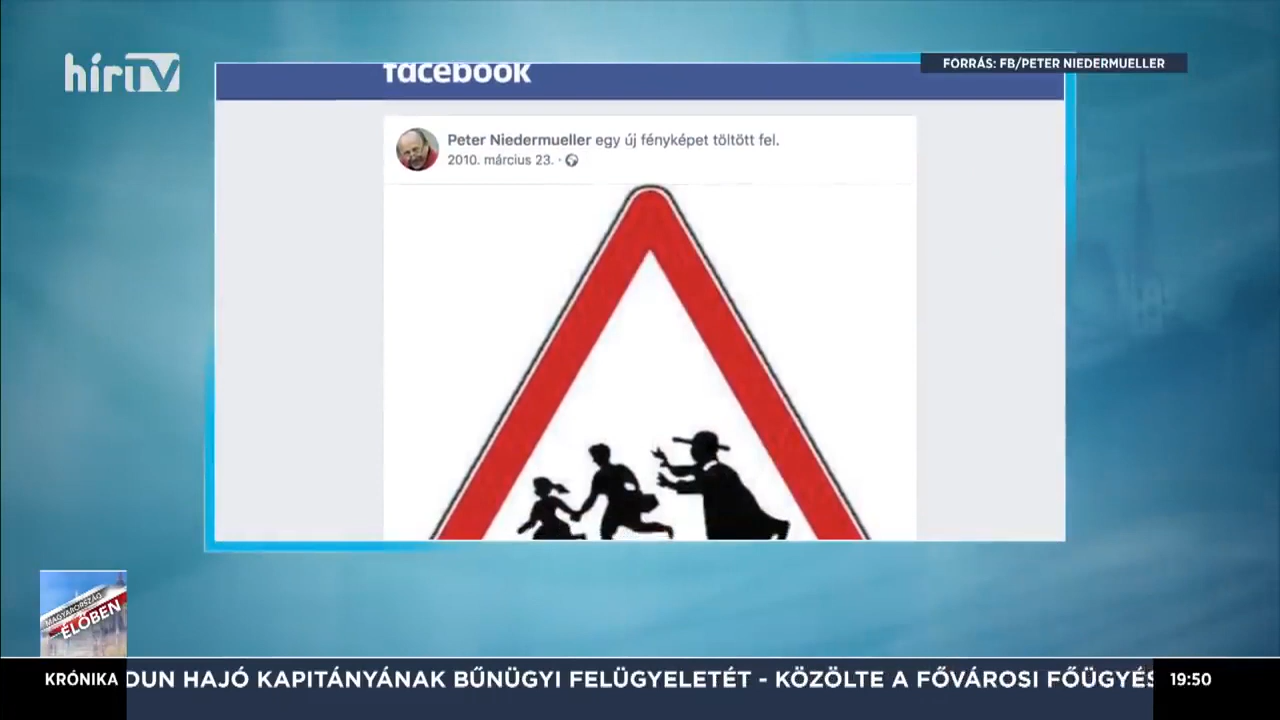 hírTV
FORRÁS: FB/PETER NIEDERMUELLER
facebook
Peter Niedermueller egy új fényképet töltött fel.
2010. március 23.
MAGYARORSZÁG
ÉLŐBEN
KRÓNIKA
DUN HAJÓ KAPITÁNYÁNAK BŰNÜGYI FELÜGYELETÉT - KÖZÖLTE A FŐVÁROSI FŐÜGYÉS
19:50